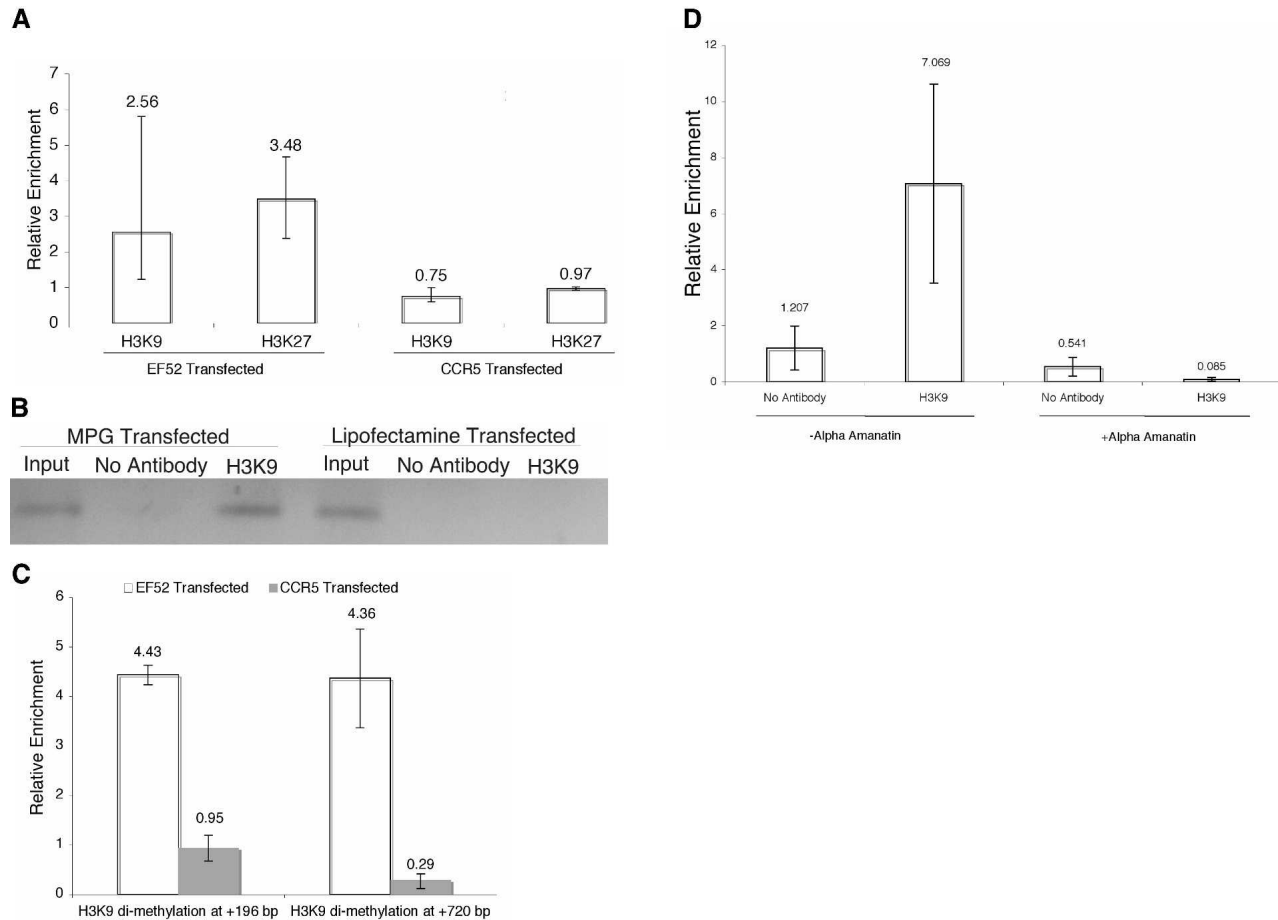 A
7
6
5
4
3
2
1
0
Relative Enrichment
2.56
3.48
0.75
0.97
H3K9 H3K27 H3K9 H3K27
EF52 Transfected CCR5 Transfected
B
MPG Transfected Lipofectamine Transfected
Input No Antibody H3K9 Input No Antibody H3K9
C
EF52 Transfected CCR5 Transfected
6
5
4
3
2
1
0
Relative Enrichment
4.43
0.95
4.36
0.29
H3K9 di-methylation at +196 bp H3K9 di-methylation at +720 bp
D
12
10
8
6
4
2
0
Relative Enrichment
1.207
7.069
0.541
0.085
No Antibody H3K9 No Antibody H3K9
-Alpha Amanatin +Alpha Amanatin